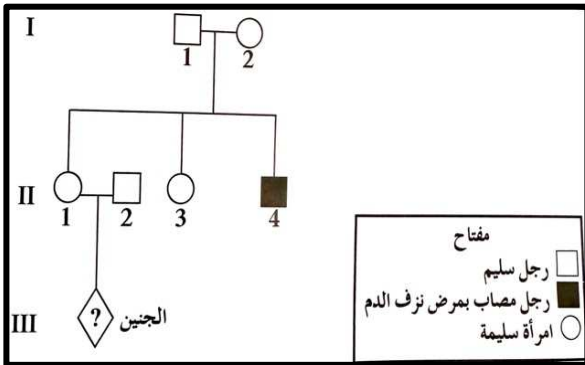 I
1 2
II
1 2 3 4
III
? الجنين
مفتاح
رجل سليم
رجل مصاب بمرض نزف الدم
امرأة سليمة